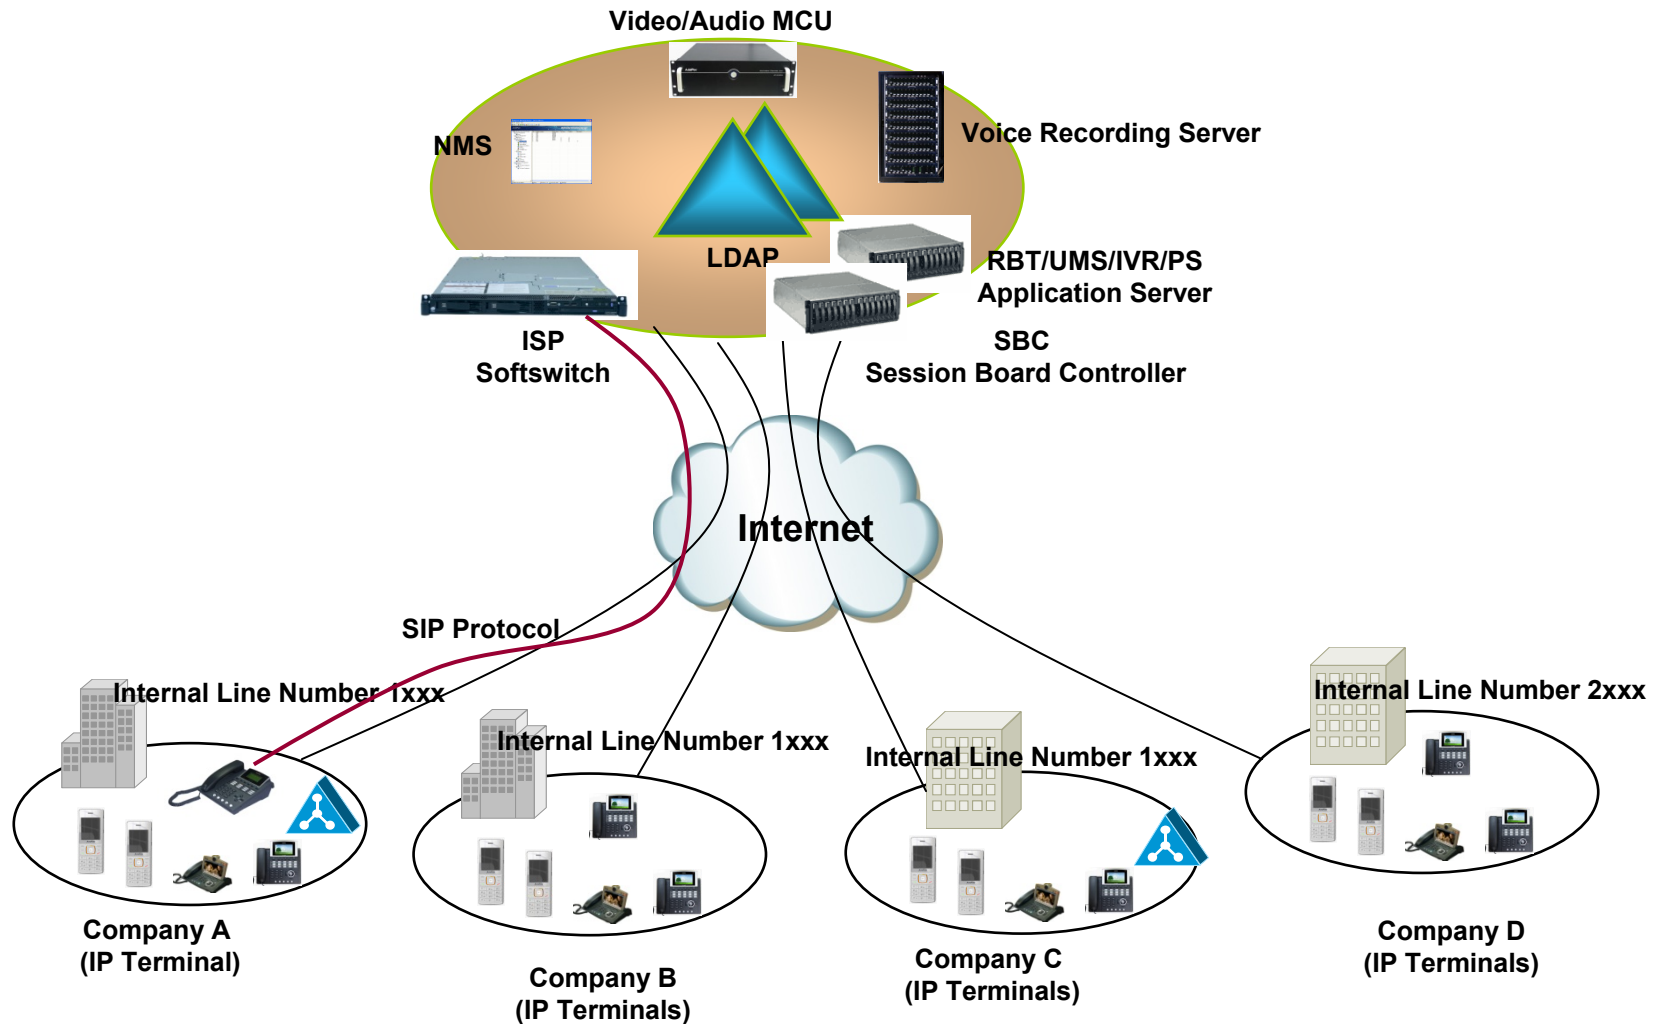 Video/Audio MCU
NMS
Voice Recording Server
LDAP
RBT/UMS/IVR/PS
Application Server
ISP
Softswitch
SBC
Session Board Controller
Internet
SIP Protocol
Internal Line Number 1xxx
Internal Line Number 1xxx
Internal Line Number 1xxx
Internal Line Number 2xxx
Company A
(IP Terminal)
Company B
(IP Terminals)
Company C
(IP Terminals)
Company D
(IP Terminals)